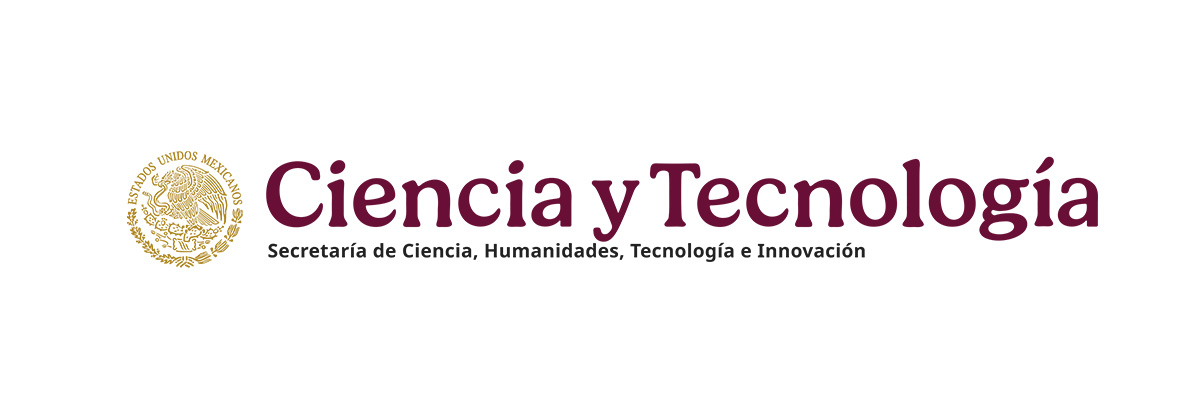 ESTADOS UNIDOS MEXICANOS
Ciencia y Tecnología
Secretaría de Ciencia, Humanidades, Tecnología e Innovación